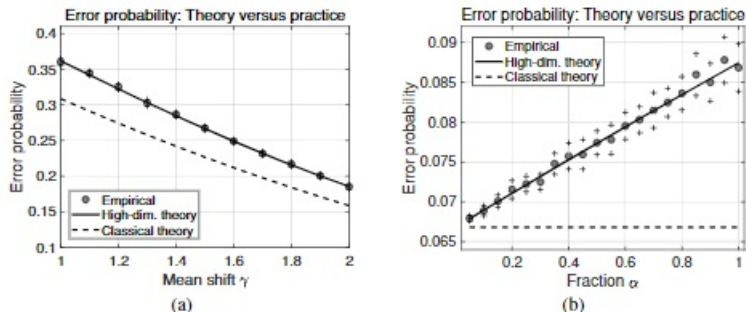 Error probability: Theory versus practice
0.4
0.35
0.3
0.25
0.2
0.15
0.1
Error probability
Empirical
High-dim. theory
Classical theory
1
1.2
1.4
1.6
1.8
2
Mean shift γ
(a)
Error probability: Theory versus practice
0.09
0.085
0.08
0.075
0.07
0.065
Error probability
Empirical
High-dim. theory
Classical theory
0.2
0.4
0.6
0.8
1
Fraction α
(b)